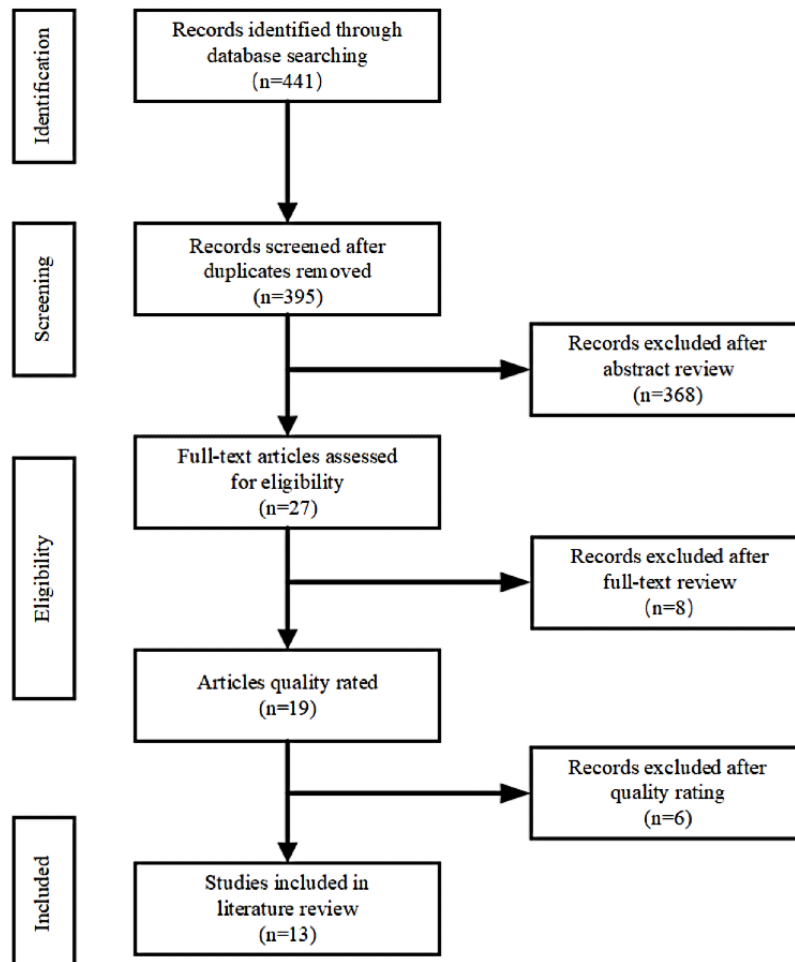 Identification
Records identified through
database searching
(n=441)
Screening
Records screened after
duplicates removed
(n=395)
Records excluded after
abstract review
(n=368)
Eligibility
Full-text articles assessed
for eligibility
(n=27)
Records excluded after
full-text review
(n=8)
Articles quality rated
(n=19)
Records excluded after
quality rating
(n=6)
Included
Studies included in
literature review
(n=13)